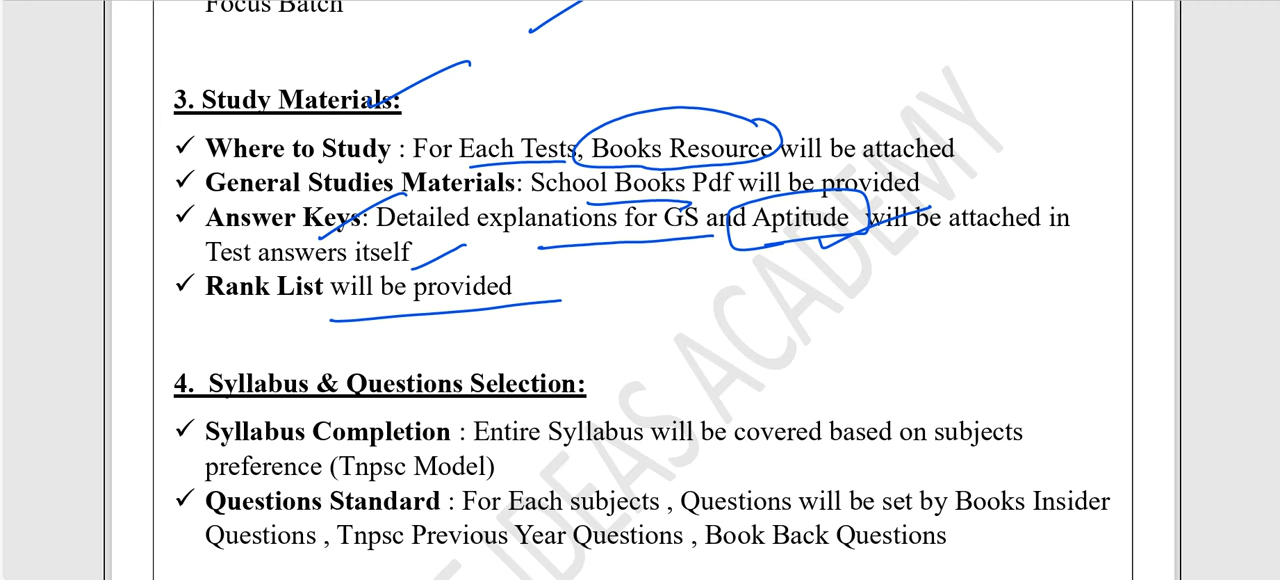 Focus Batch
3. Study Materials:
✓ Where to Study : For Each Tests, Books Resource will be attached
✓ General Studies Materials: School Books Pdf will be provided
✓ Answer Keys: Detailed explanations for GS and Aptitude will be attached in
Test answers itself
✓ Rank List will be provided
4. Syllabus & Questions Selection:
✓ Syllabus Completion : Entire Syllabus will be covered based on subjects
preference (Tnpsc Model)
✓ Questions Standard : For Each subjects , Questions will be set by Books Insider
Questions , Tnpsc Previous Year Questions , Book Back Questions
IDEAS ACADEMY